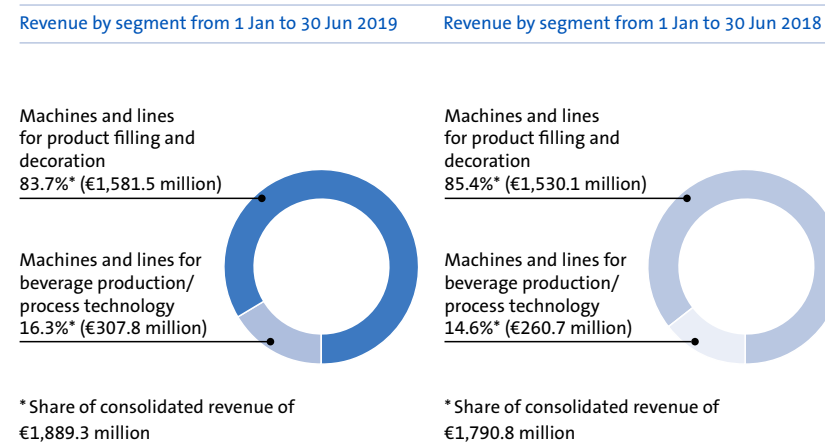 Revenue by segment from 1 Jan to 30 Jun 2019
Machines and lines
for product filling and
decoration
83.7%* (€1,581.5 million)
Machines and lines for
beverage production/
process technology
16.3%* (€307.8 million)
* Share of consolidated revenue of
€1,889.3 million
Revenue by segment from 1 Jan to 30 Jun 2018
Machines and lines
for product filling and
decoration
85.4%* (€1,530.1 million)
Machines and lines for
beverage production/
process technology
14.6%* (€260.7 million)
* Share of consolidated revenue of
€1,790.8 million